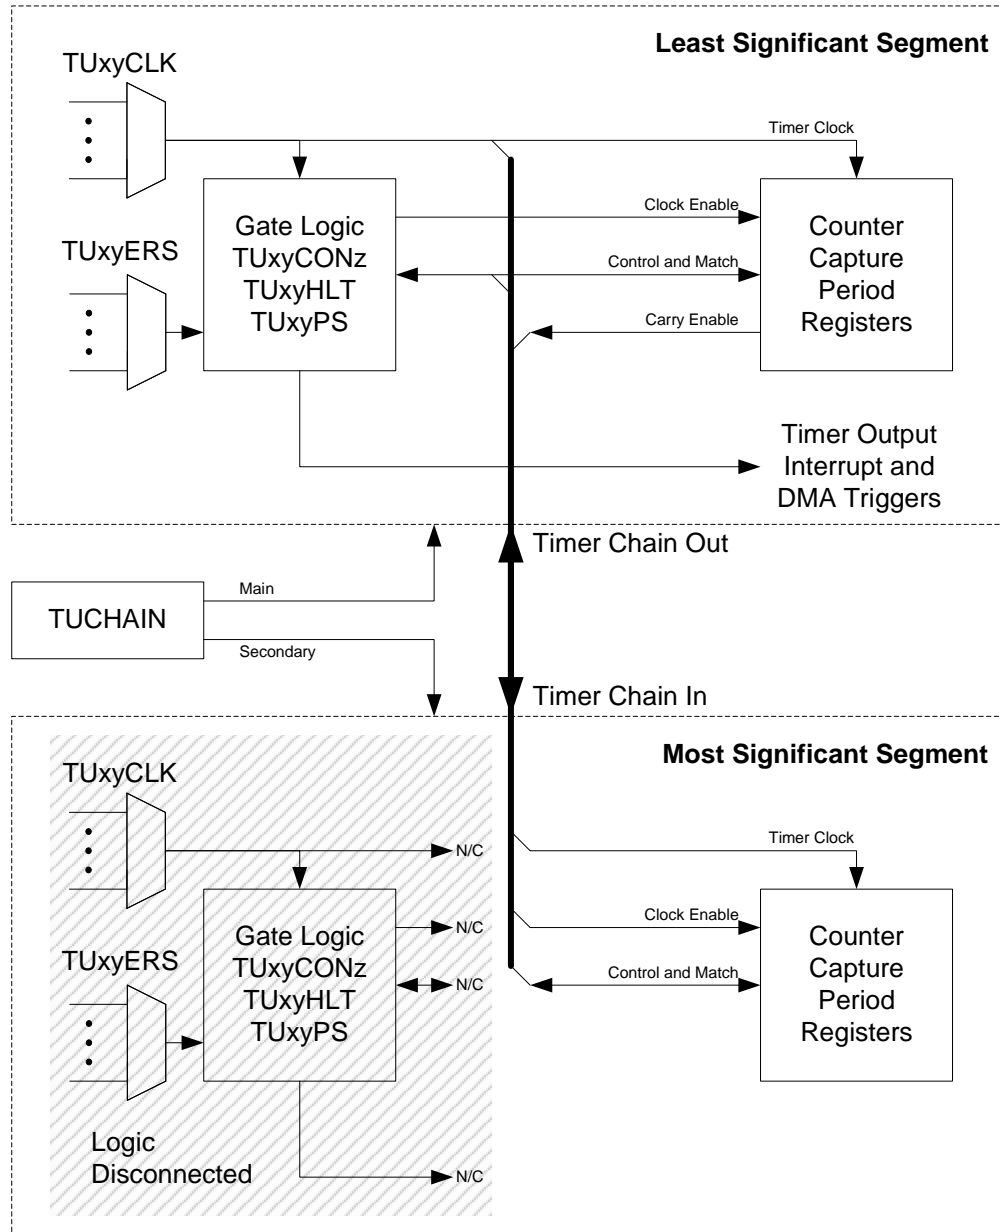 Least Significant Segment
TUxyCLK
Timer Clock
Gate Logic
TUxyCONz
TUxyHLT
TUxyPS
Clock Enable
Counter
Capture
Period
Registers
TUxyERS
Control and Match
Carry Enable
Timer Output
Interrupt and
DMA Triggers
Timer Chain Out
TUCHAIN
Main
Secondary
Timer Chain In
Most Significant Segment
TUxyCLK
Timer Clock
N/C
Gate Logic
TUxyCONz
TUxyHLT
TUxyPS
N/C
Clock Enable
Counter
Capture
Period
Registers
TUxyERS
N/C
Control and Match
Logic
Disconnected
N/C